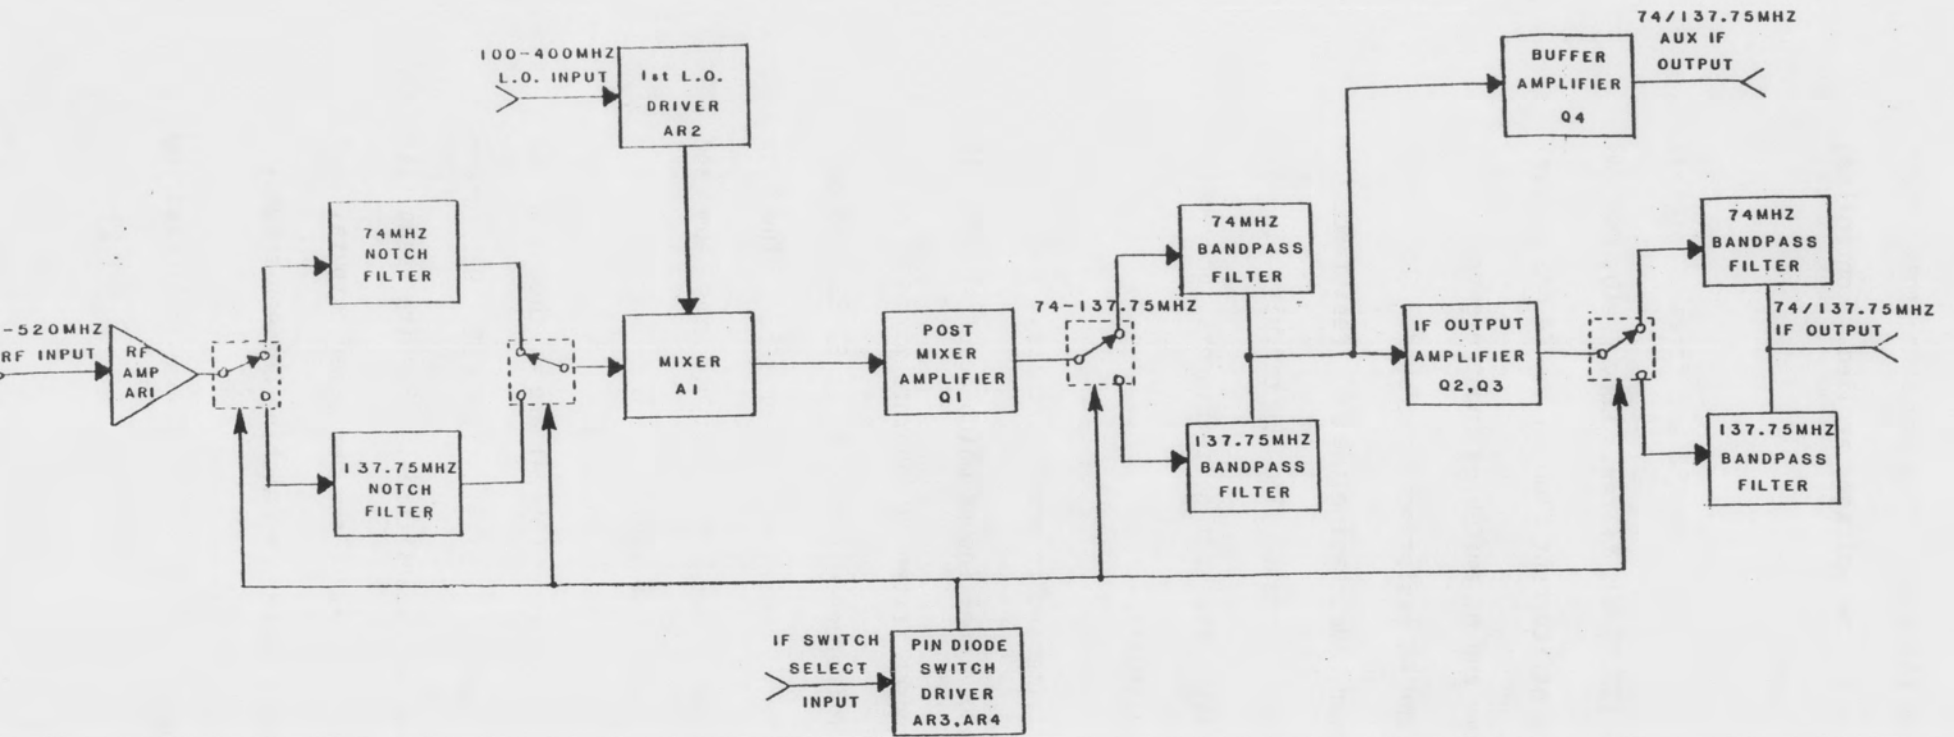 -520MHZ
RF INPUT
RF
AMP
AR1
74MHZ
NOTCH
FILTER
137.75MHZ
NOTCH
FILTER
100-400MHZ
L.O. INPUT
1st L.O.
DRIVER
AR2
MIXER
A1
POST
MIXER
AMPLIFIER
Q1
74-137.75MHZ
74MHZ
BANDPASS
FILTER
137.75MHZ
BANDPASS
FILTER
BUFFER
AMPLIFIER
Q4
74/137.75MHZ
AUX IF
OUTPUT
IF OUTPUT
AMPLIFIER
Q2,Q3
74MHZ
BANDPASS
FILTER
74/137.75MHZ
IF OUTPUT
137.75MHZ
BANDPASS
FILTER
IF SWITCH
SELECT
INPUT
PIN DIODE
SWITCH
DRIVER
AR3,AR4